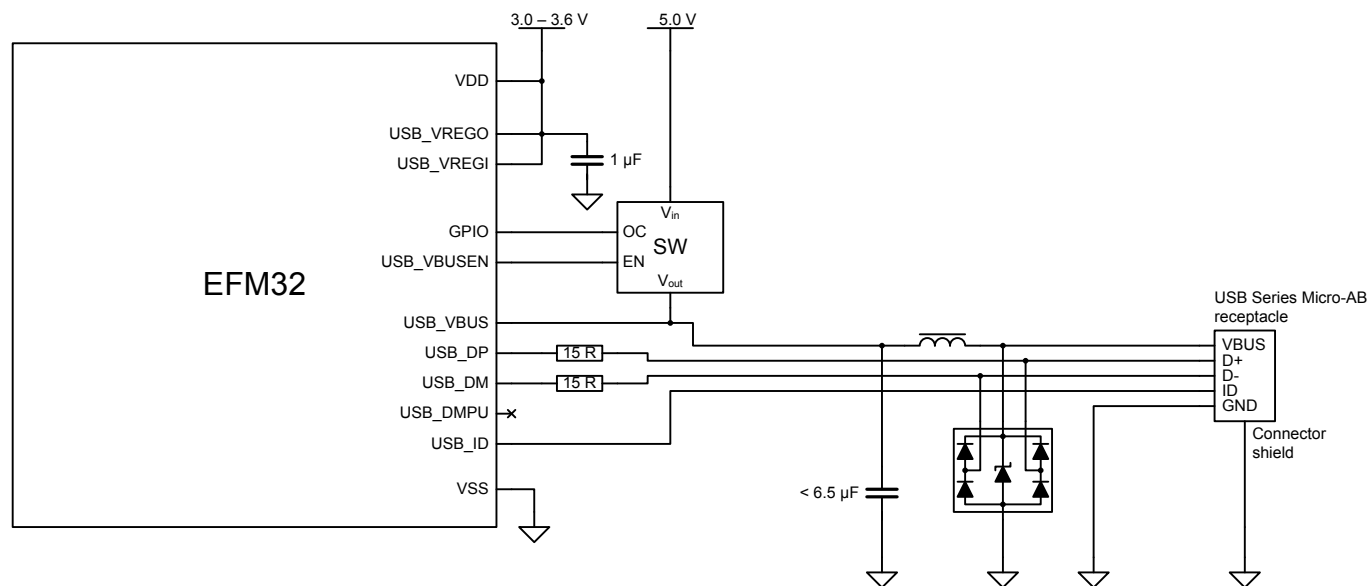 3.0 – 3.6 V
5.0 V
VDD
USB_VREGO
USB_VREGI
1 µF
Vin
GPIO
OC
SW
USB_VBUSEN
EN
EFM32
Vout
USB Series Micro-AB
receptacle
USB_VBUS
VBUS
USB_DP
15 R
D+
USB_DM
15 R
D-
ID
USB_DMPU
GND
USB_ID
Connector
shield
VSS
< 6.5 µF